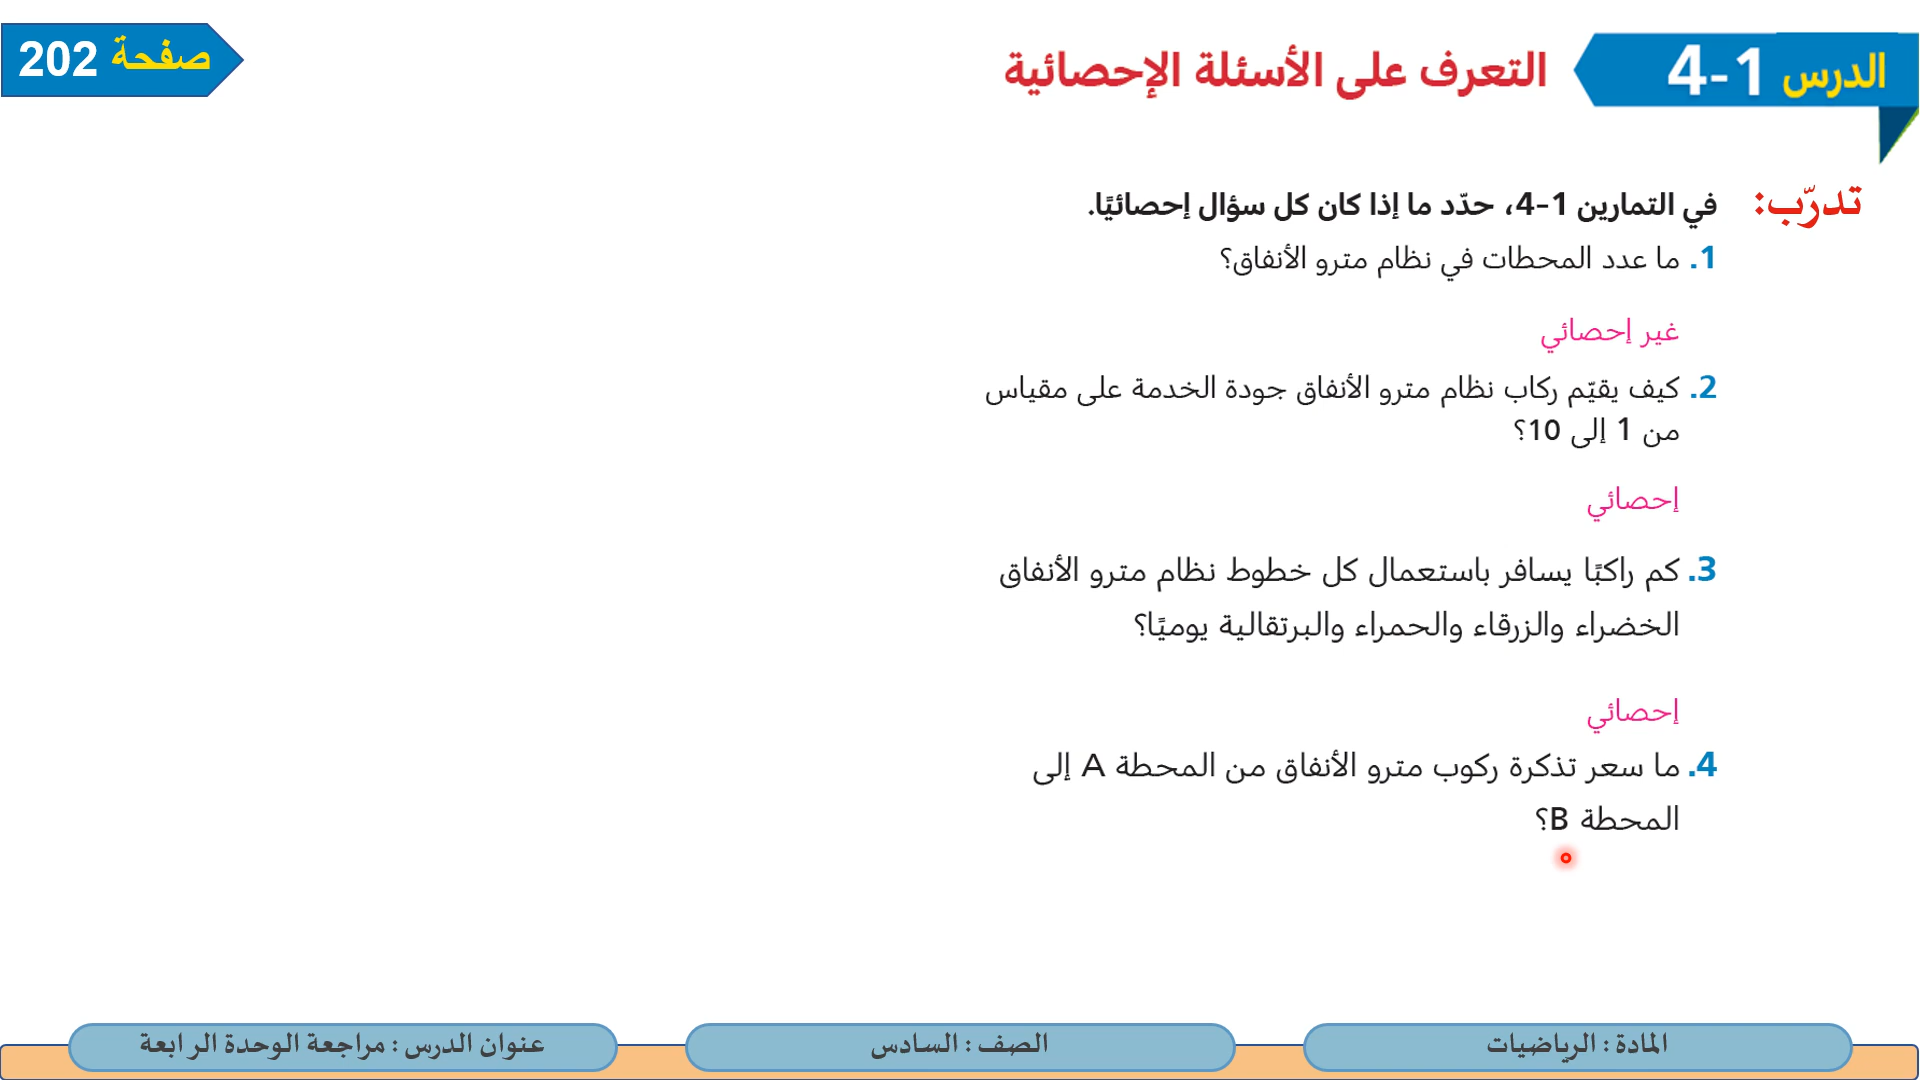 الدرس 1-4 التعرف على الأسئلة الإحصائية
صفحة 202
تدرّب: في التمارين 1-4، حدّد ما إذا كان كل سؤال إحصائيًا.
1. ما عدد المحطات في نظام مترو الأنفاق؟
غير إحصائي
2. كيف يقيّم ركاب نظام مترو الأنفاق جودة الخدمة على مقياس
من 1 إلى 10؟
إحصائي
3. كم راكبًا يسافر باستعمال كل خطوط نظام مترو الأنفاق
الخضراء والزرقاء والحمراء والبرتقالية يوميًا؟
إحصائي
4. ما سعر تذكرة ركوب مترو الأنفاق من المحطة A إلى
المحطة B؟
المادة : الرياضيات
الصف : السادس
عنوان الدرس : مراجعة الوحدة الرابعة